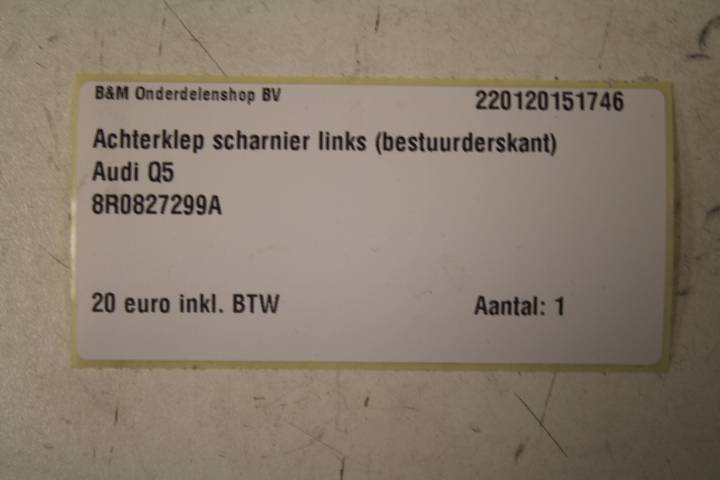 B&M Onderdelenshop BV 220120151746
Achterklep scharnier links (bestuurderskant)
Audi Q5
8R0827299A
20 euro inkl. BTW Aantal: 1